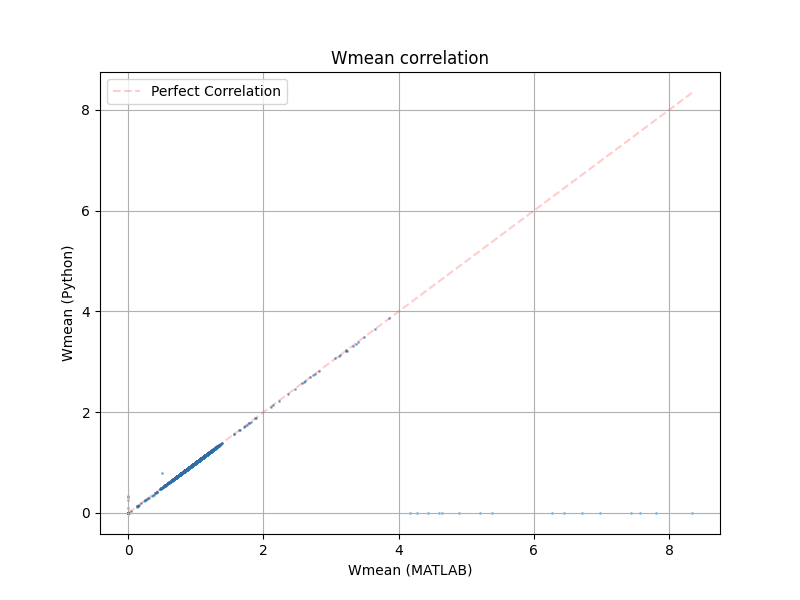 Wmean correlation
Perfect Correlation
8
6
4
2
0
Wmean (Python)
0 2 4 6 8
Wmean (MATLAB)